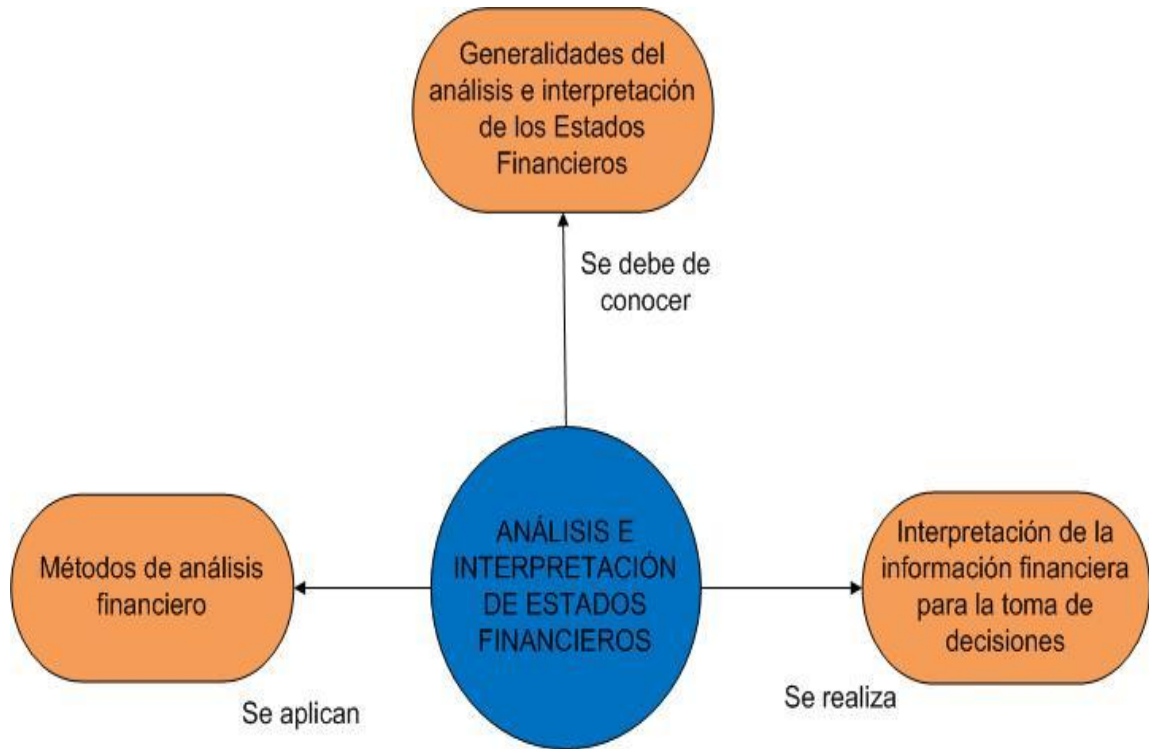 Generalidades del
análisis e interpretación
de los Estados
Financieros
Se debe de
conocer
ANÁLISIS E
INTERPRETACIÓN
DE ESTADOS
FINANCIEROS
Métodos de análisis
financiero
Se aplican
Interpretación de la
información financiera
para la toma de
decisiones
Se realiza